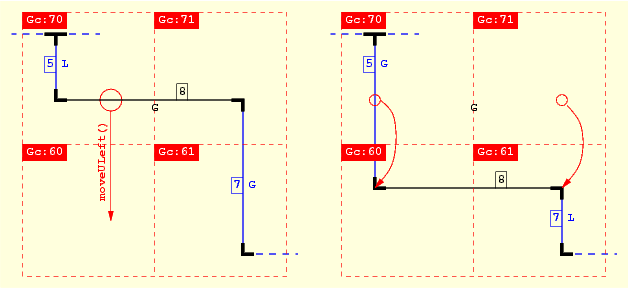 Gc:70 Gc:71 Gc:70 Gc:71
5 L 5 G
8
G G
moveULeft()
Gc:60 Gc:61 Gc:60 Gc:61
7 G 8
7 L